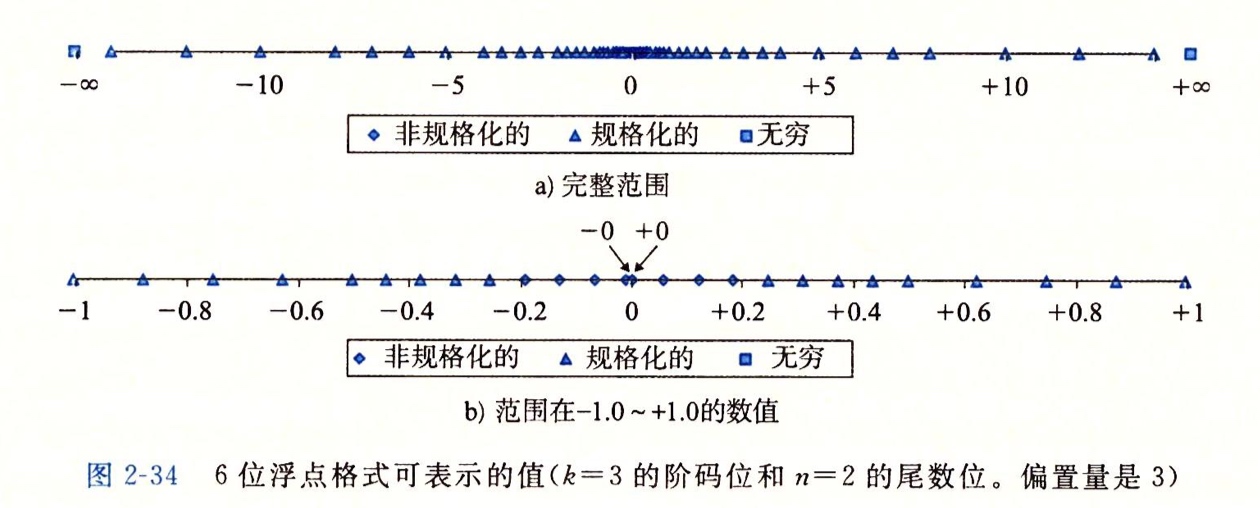 −∞ −10 −5 0 +5 +10 +∞
非规格化的 规格化的 无穷
a) 完整范围
−0 +0
−1 −0.8 −0.6 −0.4 −0.2 0 +0.2 +0.4 +0.6 +0.8 +1
非规格化的 规格化的 无穷
b) 范围在−1.0～+1.0的数值
图 2-34 6 位浮点格式可表示的值(k=3 的阶码位和 n=2 的尾数位。偏置量是 3)